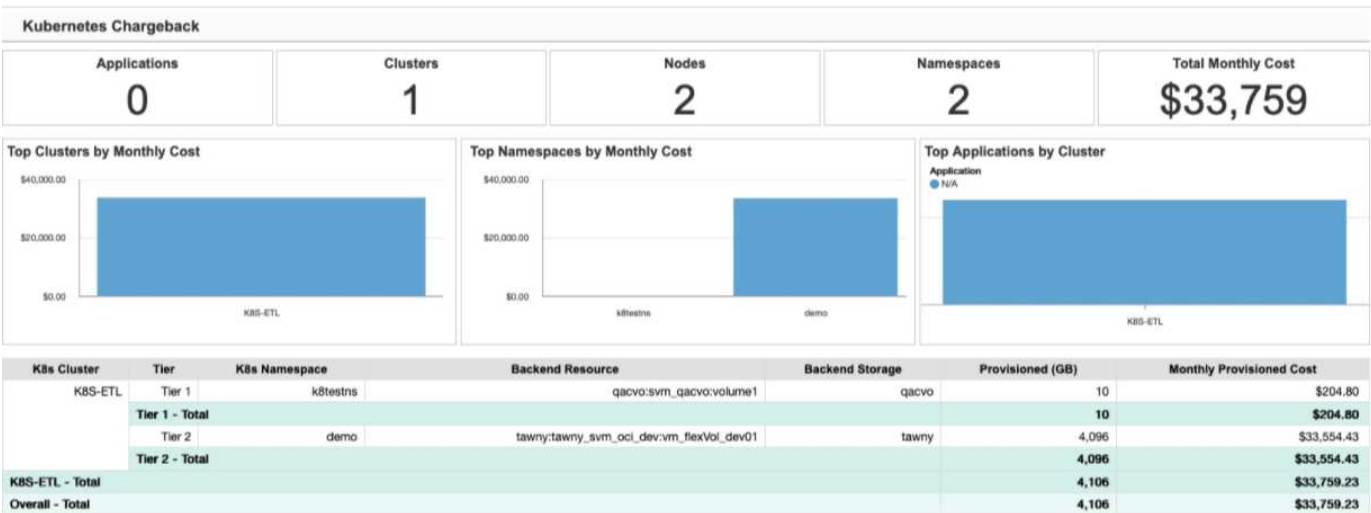 Kubernetes Chargeback
Applications Clusters Nodes Namespaces Total Monthly Cost
0 1 2 2 $33,759
Top Clusters by Monthly Cost
$40,000.00
$20,000.00
$0.00
K8S-ETL
Top Namespaces by Monthly Cost
$40,000.00
$20,000.00
$0.00
k8testns demo
Top Applications by Cluster
Application
N/A
K8S-ETL
K8s Cluster Tier K8s Namespace Backend Resource Backend Storage Provisioned (GB) Monthly Provisioned Cost
K8S-ETL Tier 1 k8testns qacvo:svm_qacvo:volume1 qacvo 10 $204.80
Tier 1 - Total 10 $204.80
Tier 2 demo tawny:tawny_svm_oci_dev:vm_flexVol_dev01 tawny 4,096 $33,554.43
Tier 2 - Total 4,096 $33,554.43
K8S-ETL - Total 4,106 $33,759.23
Overall - Total 4,106 $33,759.23